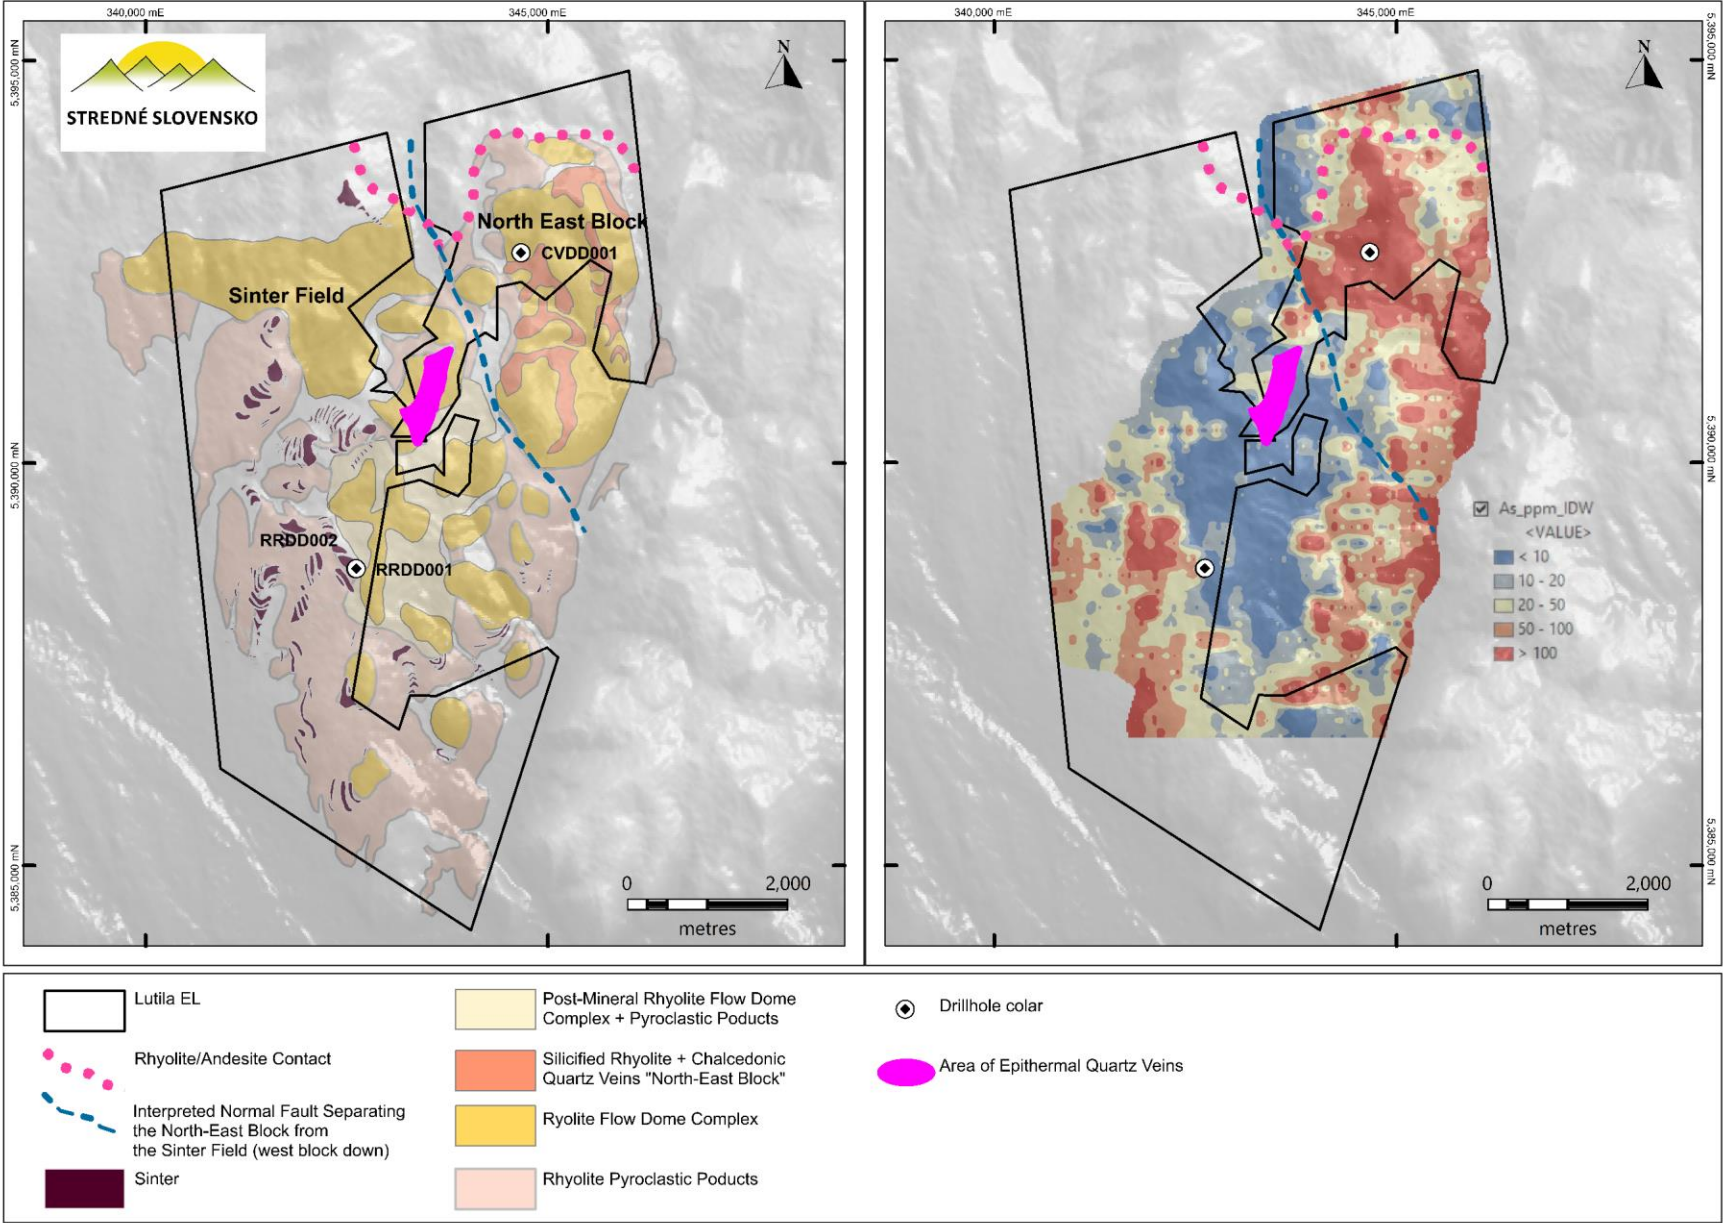 340,000 mE
345,000 mE
340,000 mE
345,000 mE
5,395,000 mN
5,390,000 mN
5,385,000 mN
STREDNÉ SLOVENSKO
N
North East Block
CVDD001
Sinter Field
RRDD002
RRDD001
0
2,000
metres
N
5,395,000 mN
5,390,000 mN
5,385,000 mN
As_ppm_IDW
<VALUE>
< 10
10 - 20
20 - 50
50 - 100
> 100
0
2,000
metres
Lutila EL
Rhyolite/Andesite Contact
Interpreted Normal Fault Separating
the North-East Block from
the Sinter Field (west block down)
Sinter
Post-Mineral Rhyolite Flow Dome
Complex + Pyroclastic Poducts
Silicified Rhyolite + Chalcedonic
Quartz Veins "North-East Block"
Ryolite Flow Dome Complex
Rhyolite Pyroclastic Poducts
Drillhole colar
Area of Epithermal Quartz Veins